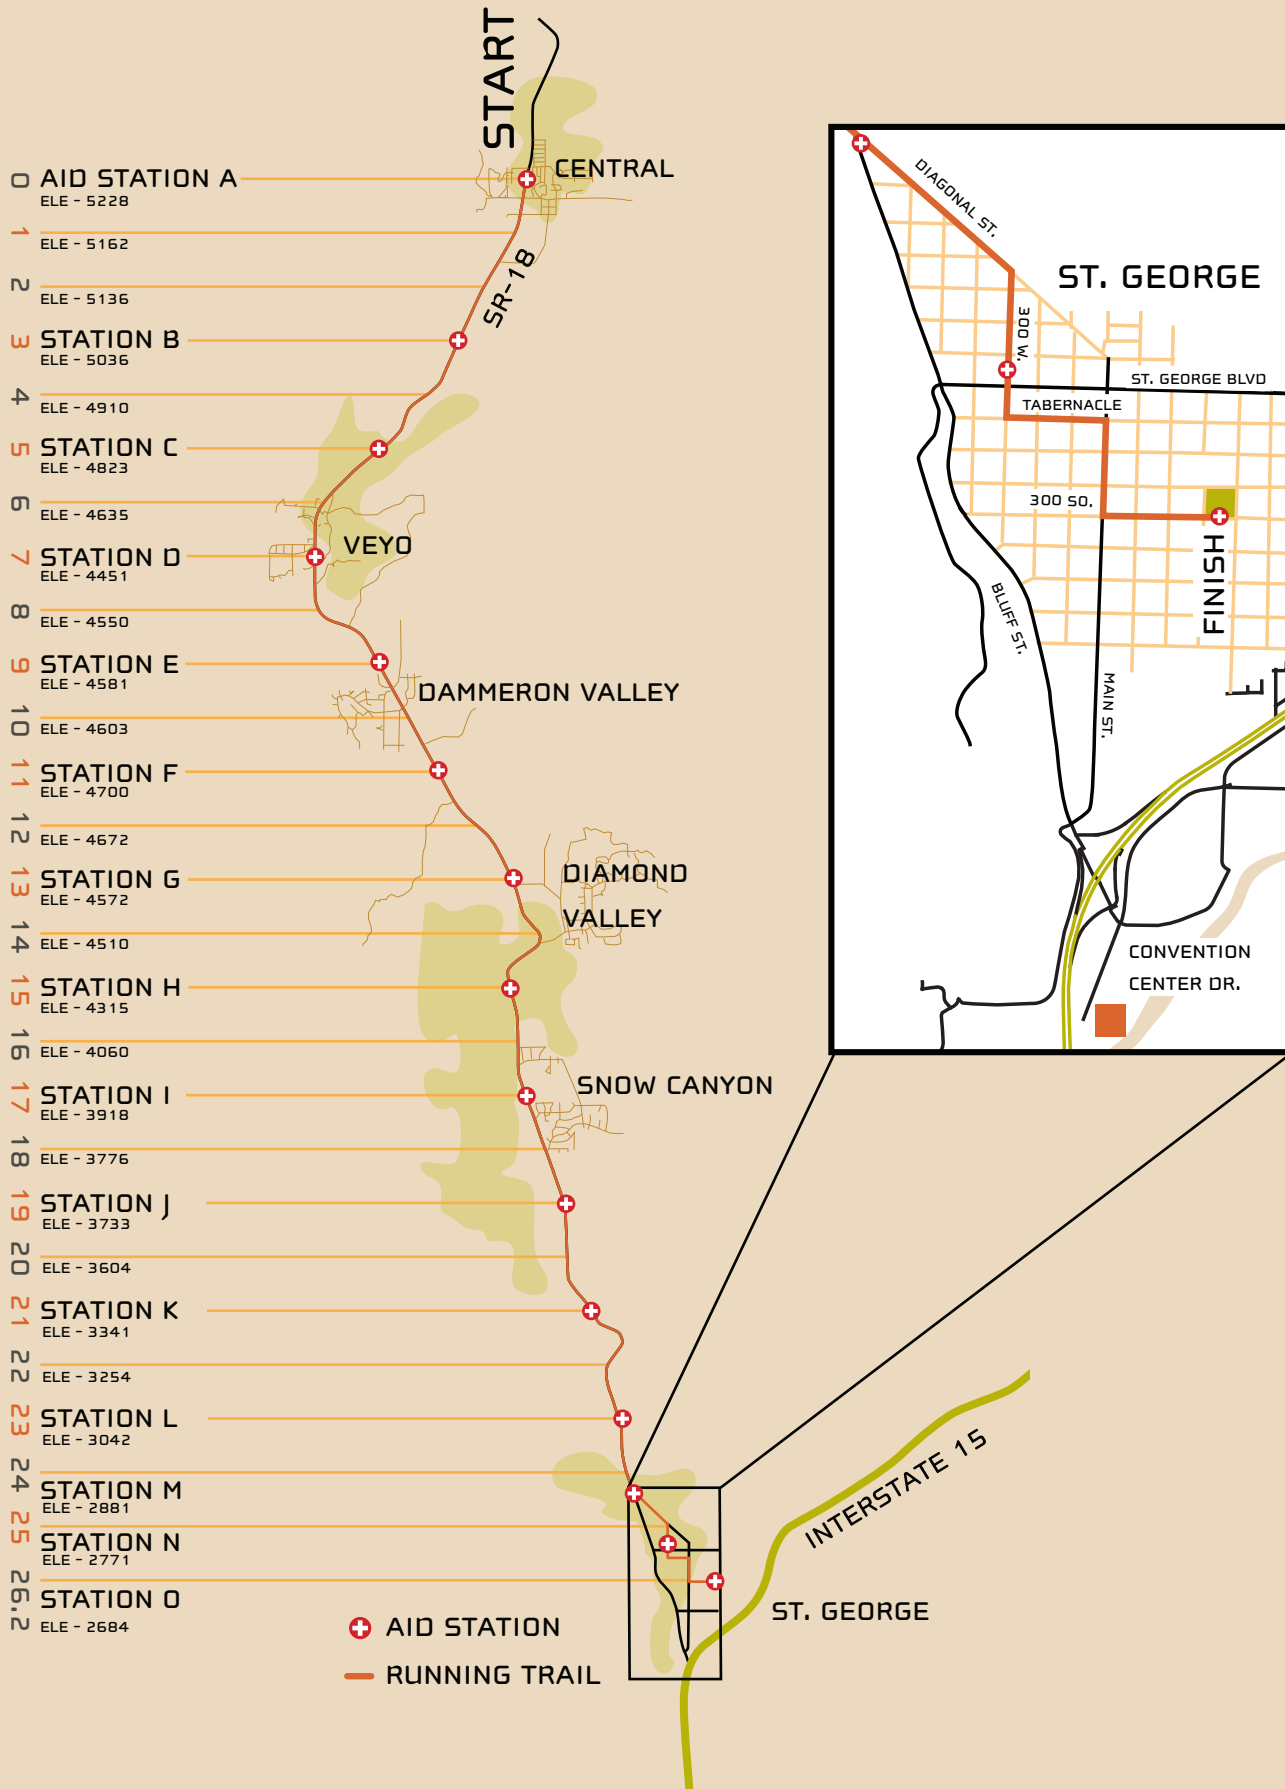 START
CENTRAL
0 AID STATION A
ELE - 5228
1
ELE - 5162
SR-18
2
ELE - 5136
3 STATION B
ELE - 5036
4
ELE - 4910
5 STATION C
ELE - 4823
6
ELE - 4635
7 STATION D
ELE - 4451
VEYO
8
ELE - 4550
9 STATION E
ELE - 4581
DAMMERON VALLEY
10
ELE - 4603
11 STATION F
ELE - 4700
12
ELE - 4672
13 STATION G
ELE - 4572
DIAMOND
VALLEY
14
ELE - 4510
15 STATION H
ELE - 4315
16
ELE - 4060
17 STATION I
ELE - 3918
SNOW CANYON
18
ELE - 3776
19 STATION J
ELE - 3733
20
ELE - 3604
21 STATION K
ELE - 3341
22
ELE - 3254
23 STATION L
ELE - 3042
24
STATION M
ELE - 2881
25
STATION N
ELE - 2771
26.2
STATION O
ELE - 2684
AID STATION
RUNNING TRAIL
INTERSTATE 15
ST. GEORGE
DIAGONAL ST.
ST. GEORGE
300 W.
ST. GEORGE BLVD
TABERNACLE
300 SO.
FINISH
BLUFF ST.
MAIN ST.
CONVENTION
CENTER DR.